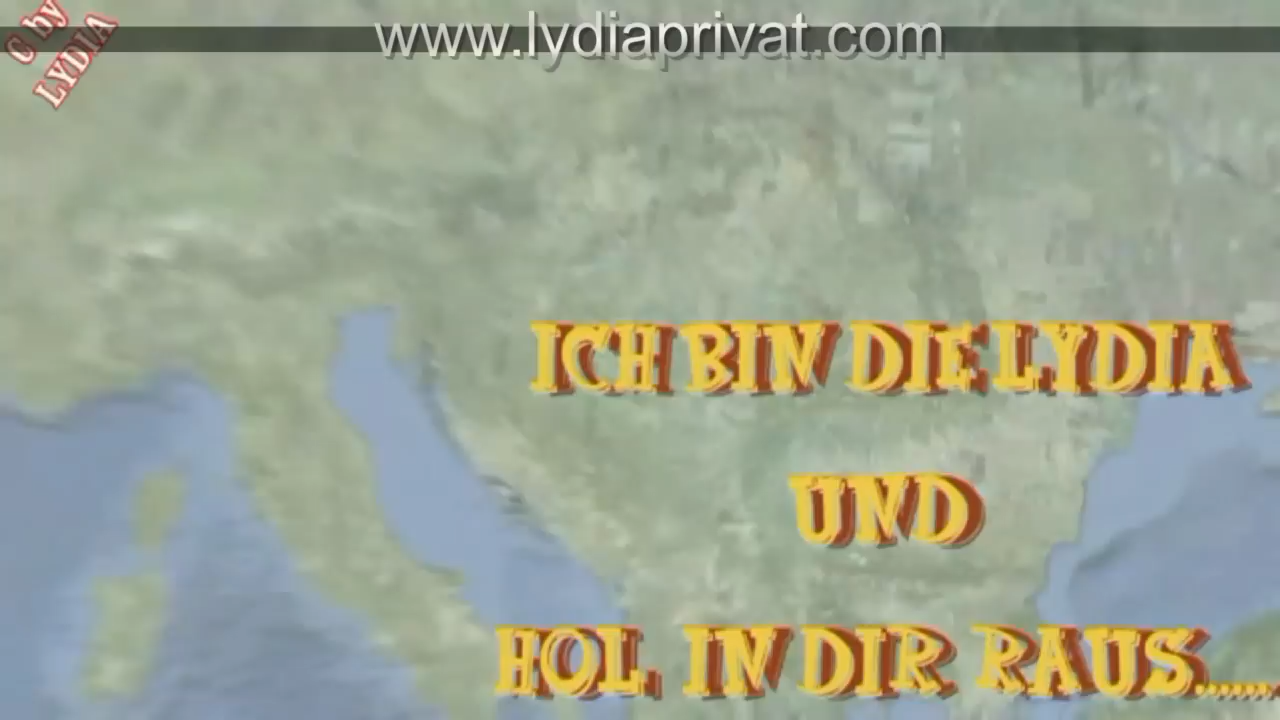 www.lydiaprivat.com
C by
LYDIA
ICH BIN DIE LYDIA
UND
HOL IN DIR RAUS......